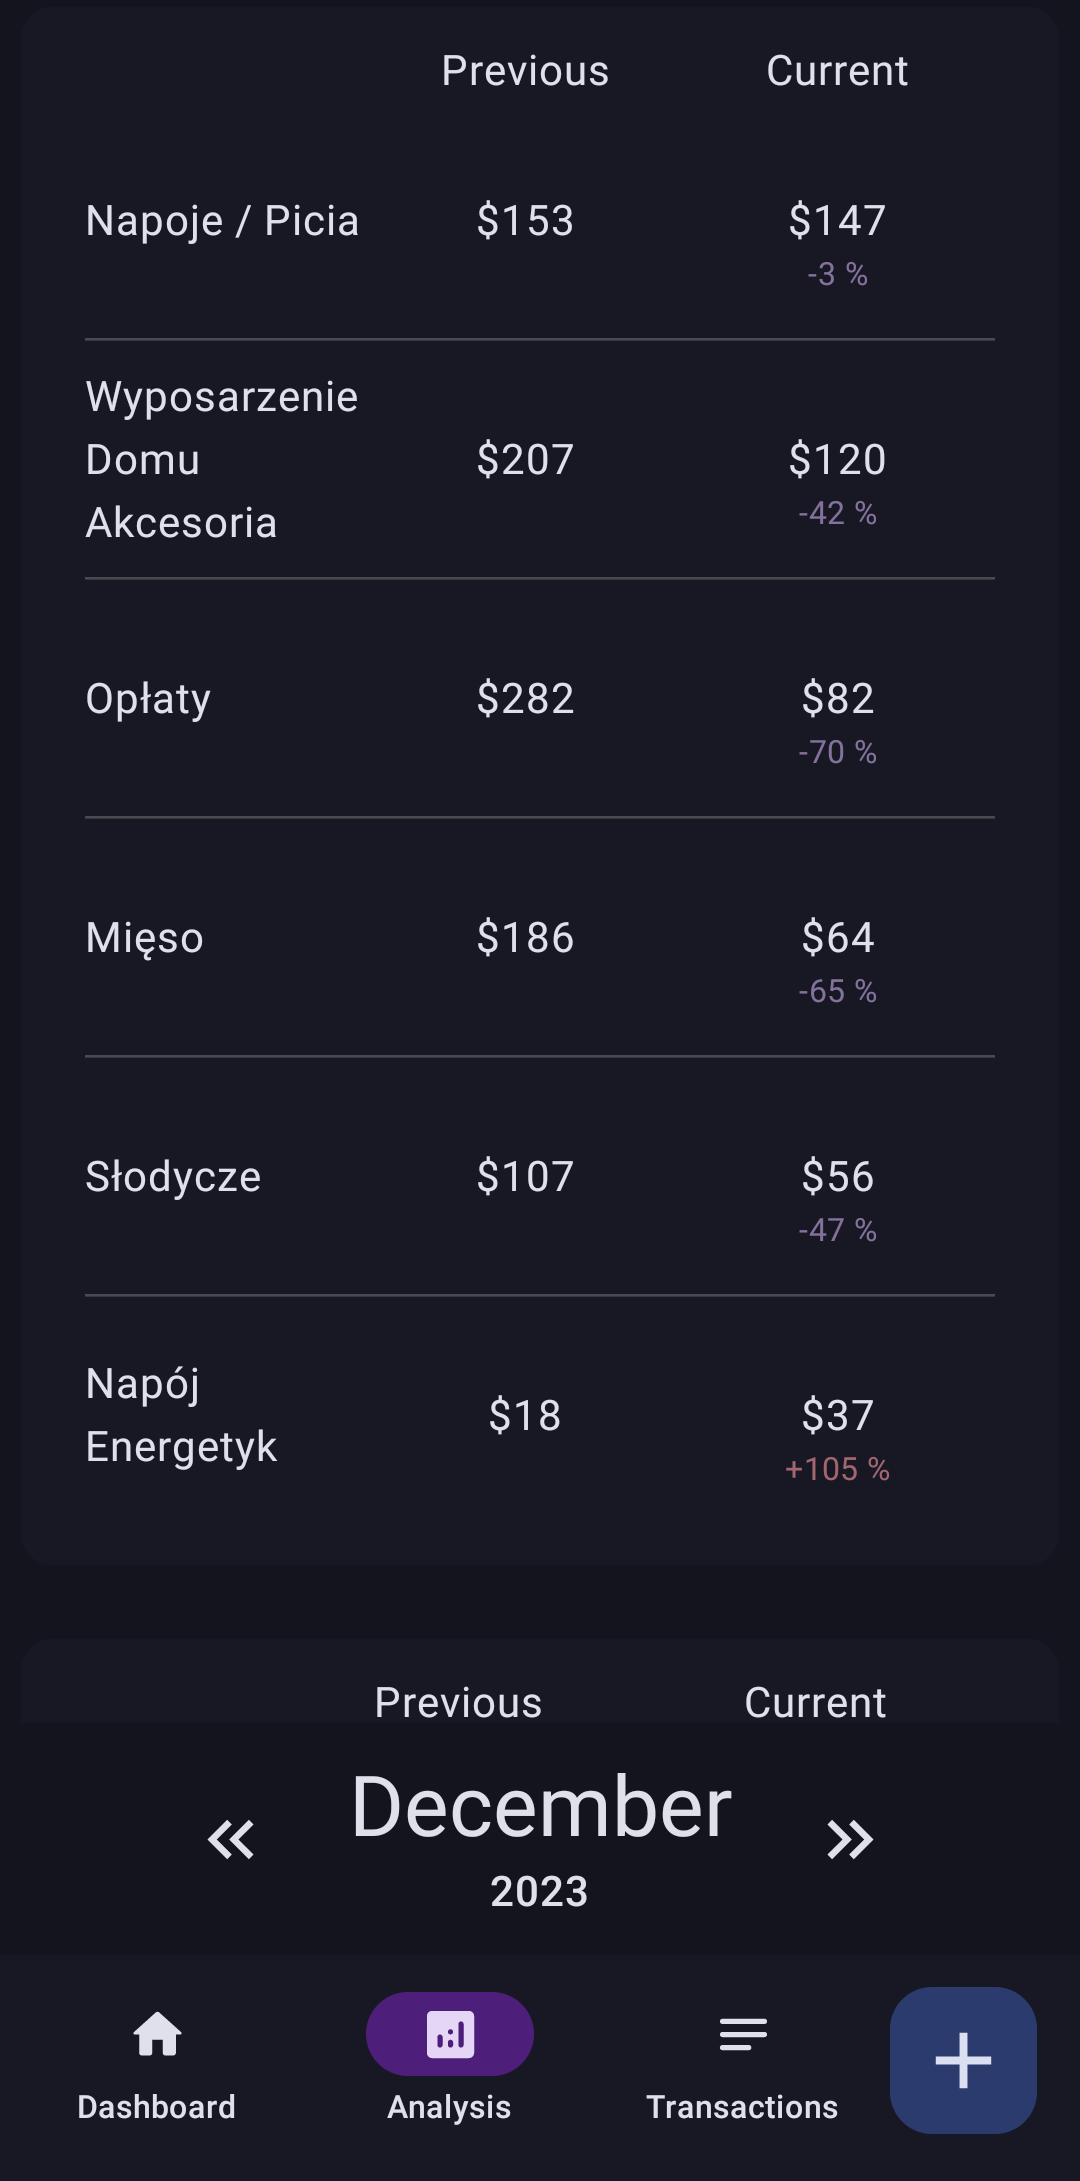 Previous Current
Napoje / Picia $153 $147
-3 %
Wyposarzenie
Domu $207 $120
Akcesoria -42 %
Opłaty $282 $82
-70 %
Mięso $186 $64
-65 %
Słodycze $107 $56
-47 %
Napój
Energetyk $18 $37
+105 %
Previous Current
December
2023
Dashboard Analysis Transactions